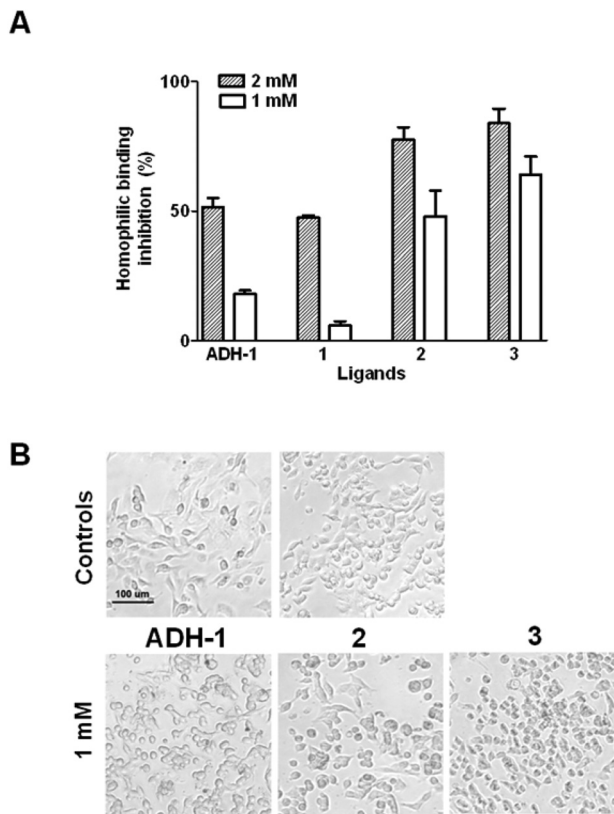 A
100
2 mM
1 mM
Homophilic binding
inhibition (%)
50
0
ADH-1 1 2 3
Ligands
B
Controls
100 um
ADH-1 2 3
1 mM